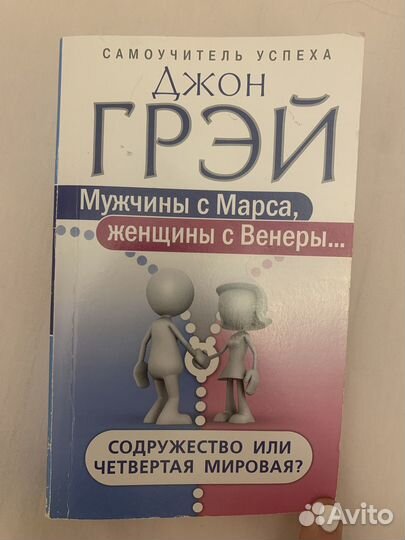 САМОУЧИТЕЛЬ УСПЕХА
ДЖОН
ГРЭЙ
Мужчины с Марса,
женщины с Венеры...
СОДРУЖЕСТВО ИЛИ
ЧЕТВЕРТАЯ МИРОВАЯ?
Avito